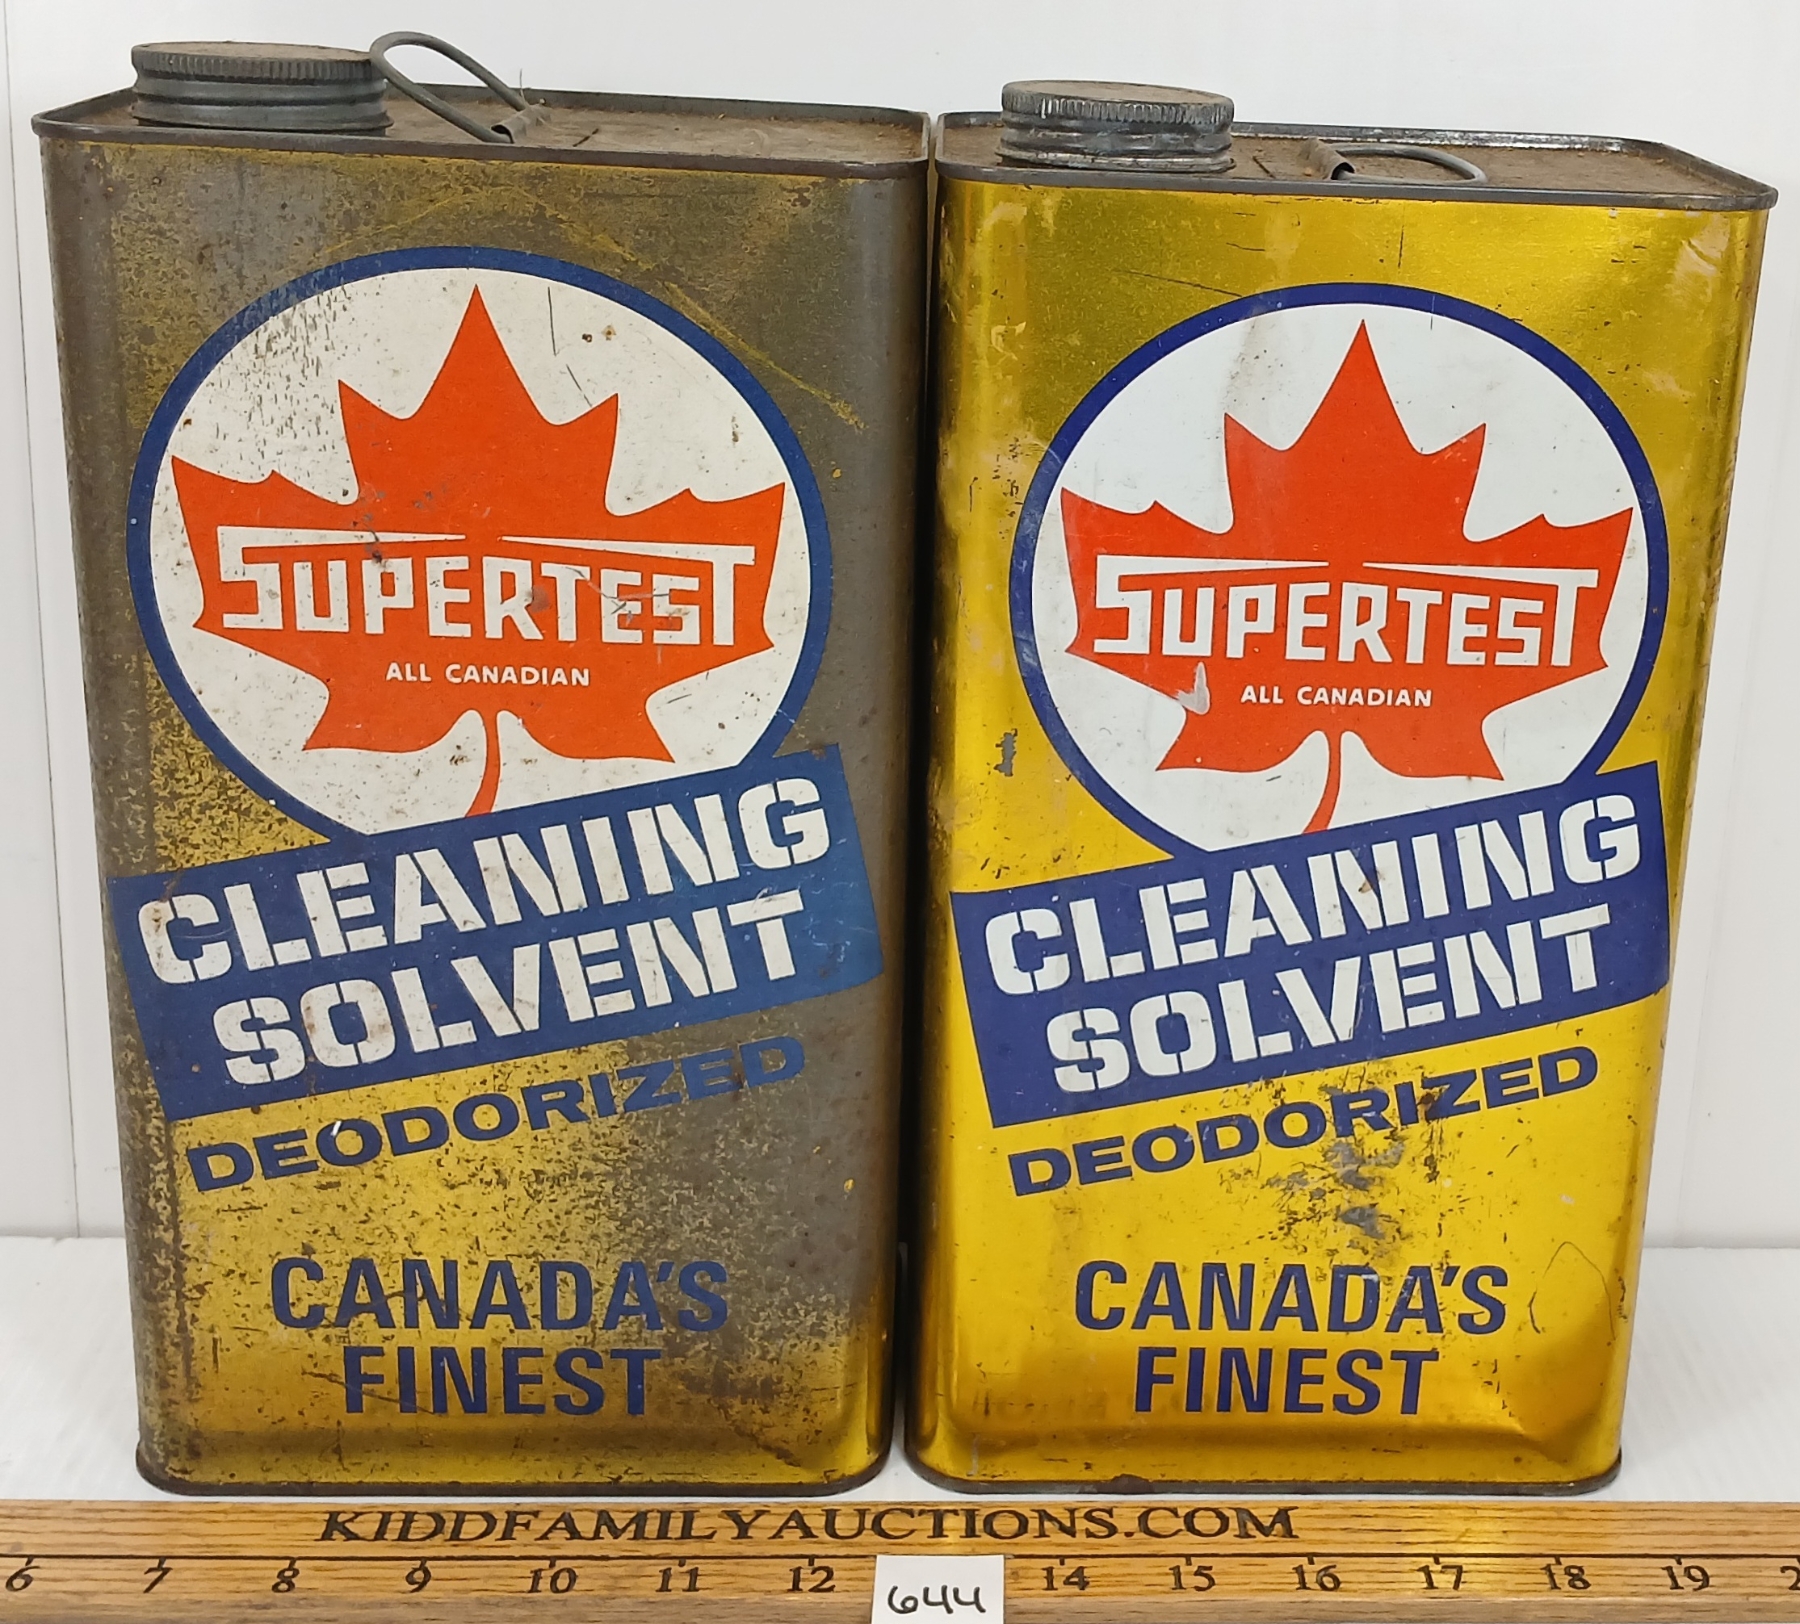 SUPERTEST
ALL CANADIAN
CLEANING
SOLVENT
DEODORIZED
CANADA'S
FINEST
SUPERTEST
ALL CANADIAN
CLEANING
SOLVENT
DEODORIZED
CANADA'S
FINEST
KIDDFAMILYAUCTIONS.COM
6 7 8 9 10 11 12 14 15 16 17 18 19
644